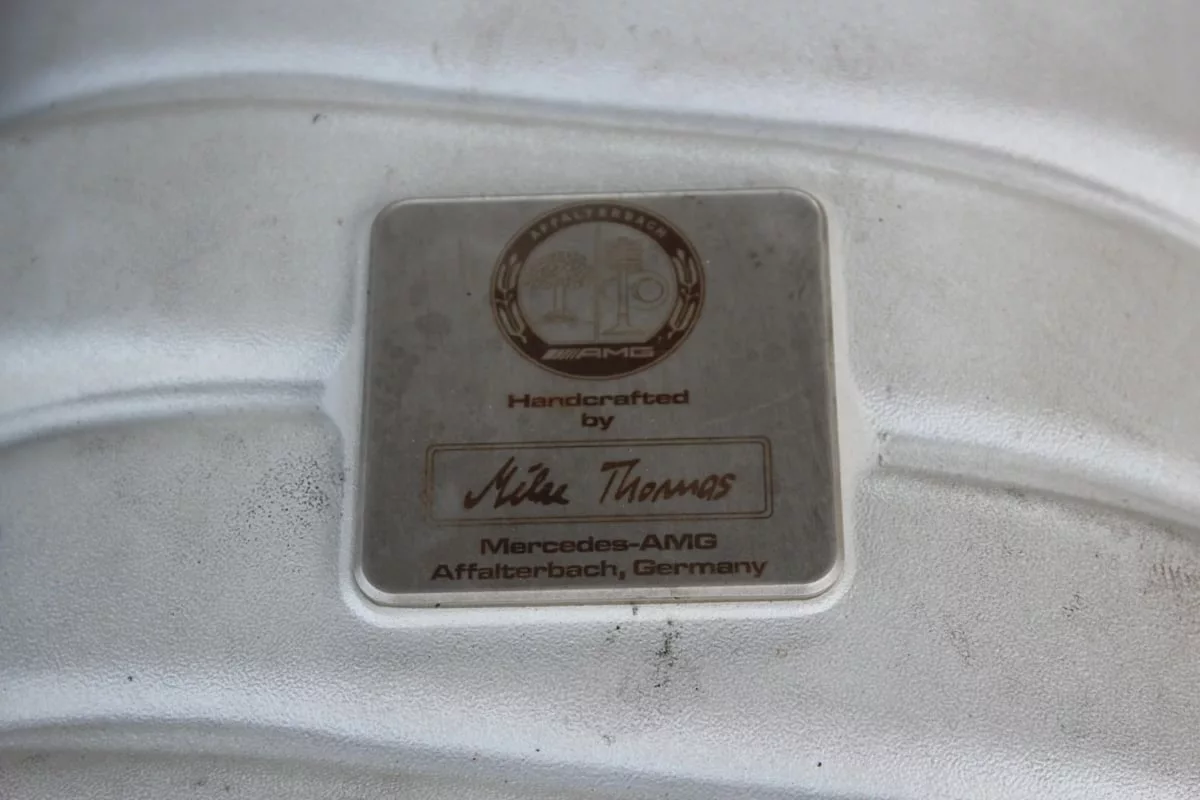 AFFALTERBACH
AMG
Handcrafted
by
Mike Thomas
Mercedes-AMG
Affalterbach, Germany